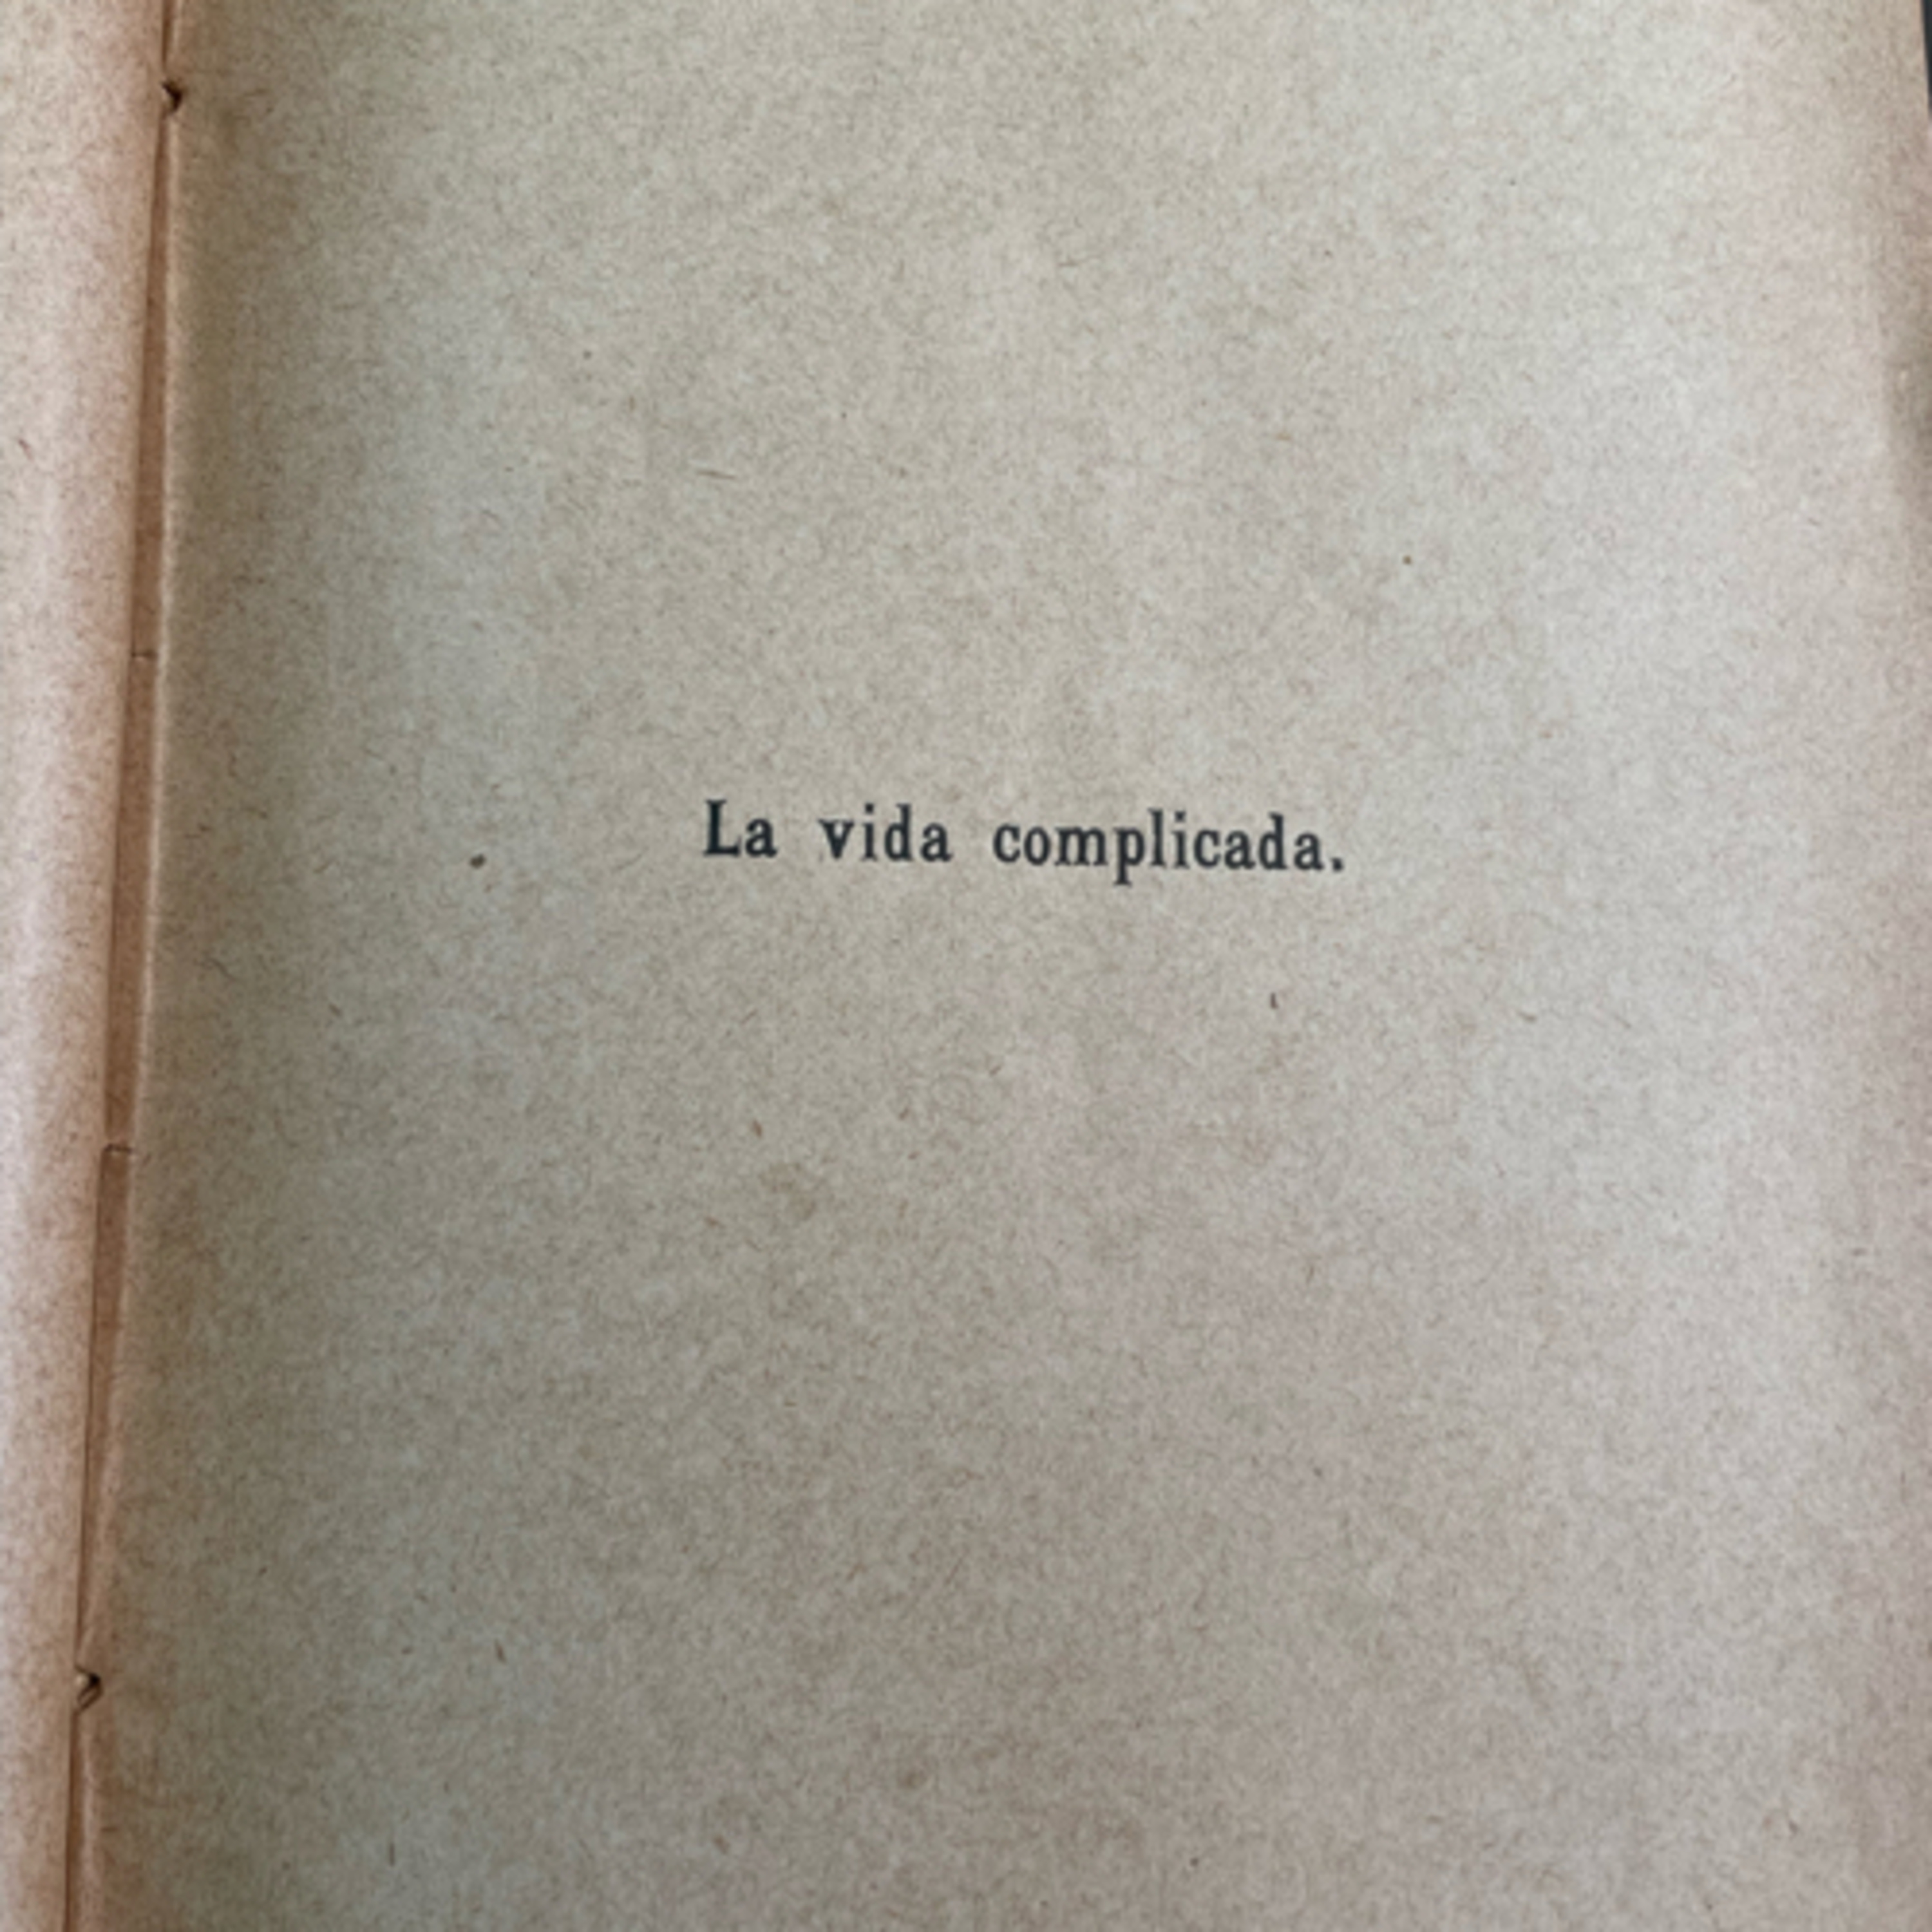 La vida complicada.